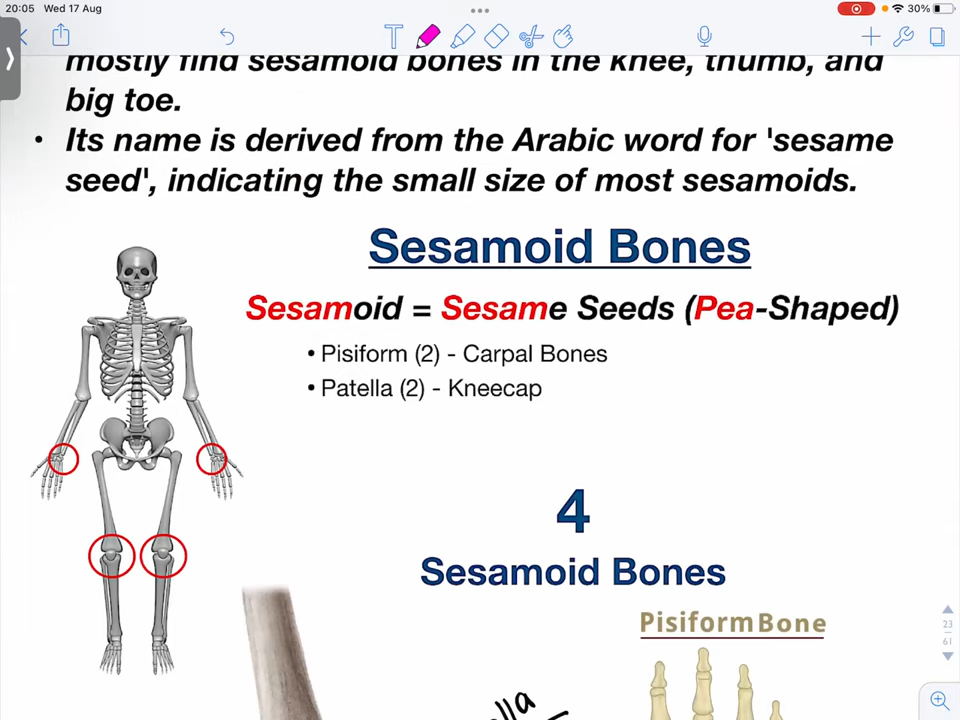 20:05 Wed 17 Aug
30%
mostly find sesamoid bones in the knee, thumb, and
big toe.
• Its name is derived from the Arabic word for 'sesame
seed', indicating the small size of most sesamoids.
Sesamoid Bones
Sesamoid = Sesame Seeds (Pea-Shaped)
• Pisiform (2) - Carpal Bones
• Patella (2) - Kneecap
4
Sesamoid Bones
Pisiform Bone
23
61